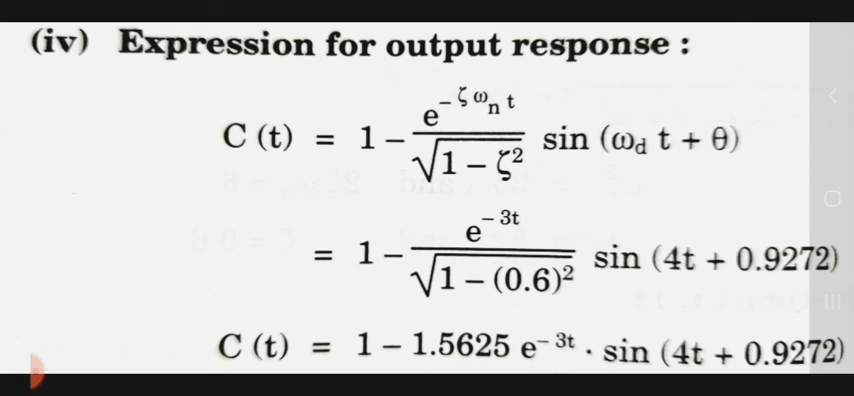 (iv) Expression for output response :
C (t) = 1 – e^{– ζ ω_n t} / √(1 – ζ²) sin (ω_d t + θ)
= 1 – e^{– 3t} / √(1 – (0.6)²) sin (4t + 0.9272)
C (t) = 1 – 1.5625 e^{– 3t} . sin (4t + 0.9272)